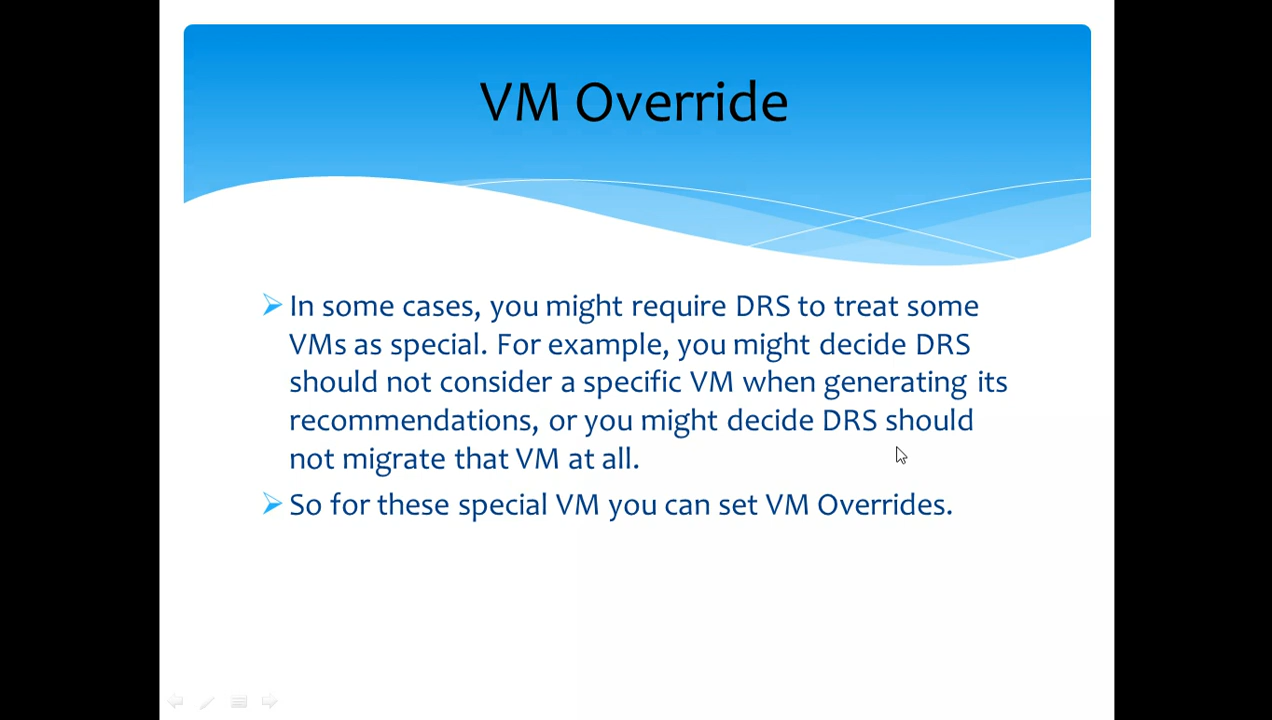 VM Override
In some cases, you might require DRS to treat some
VMs as special. For example, you might decide DRS
should not consider a specific VM when generating its
recommendations, or you might decide DRS should
not migrate that VM at all.
So for these special VM you can set VM Overrides.